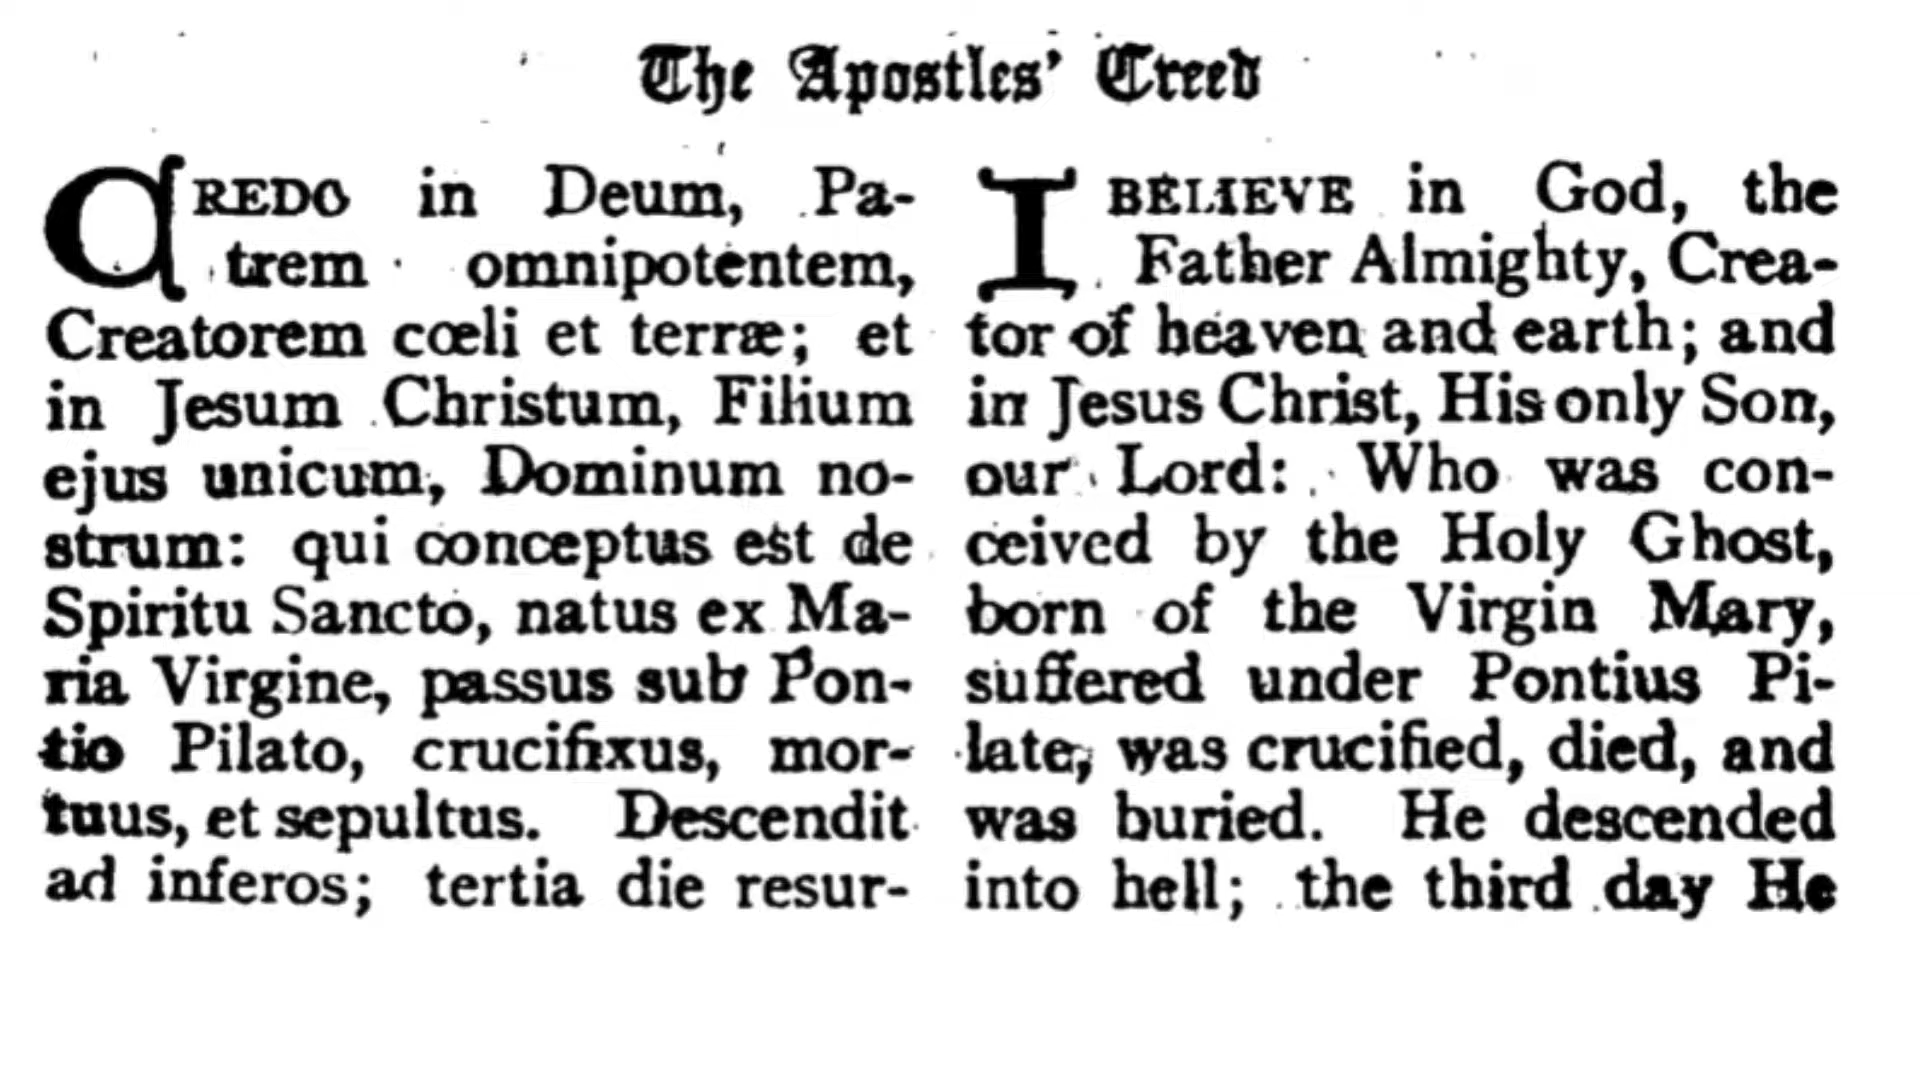 The Apostles' Creed
CREDO in Deum, Pa-
trem omnipotentem,
Creatorem cœli et terræ; et
in Jesum Christum, Filium
ejus unicum, Dominum no-
strum: qui conceptus est de
Spiritu Sancto, natus ex Ma-
ria Virgine, passus sub Pon-
tio Pilato, crucifixus, mor-
tuus, et sepultus. Descendit
ad inferos; tertia die resur-
I BELIEVE in God, the
Father Almighty, Crea-
tor of heaven and earth; and
in Jesus Christ, His only Son,
our Lord: Who was con-
ceived by the Holy Ghost,
born of the Virgin Mary,
suffered under Pontius Pi-
late, was crucified, died, and
was buried. He descended
into hell; the third day He